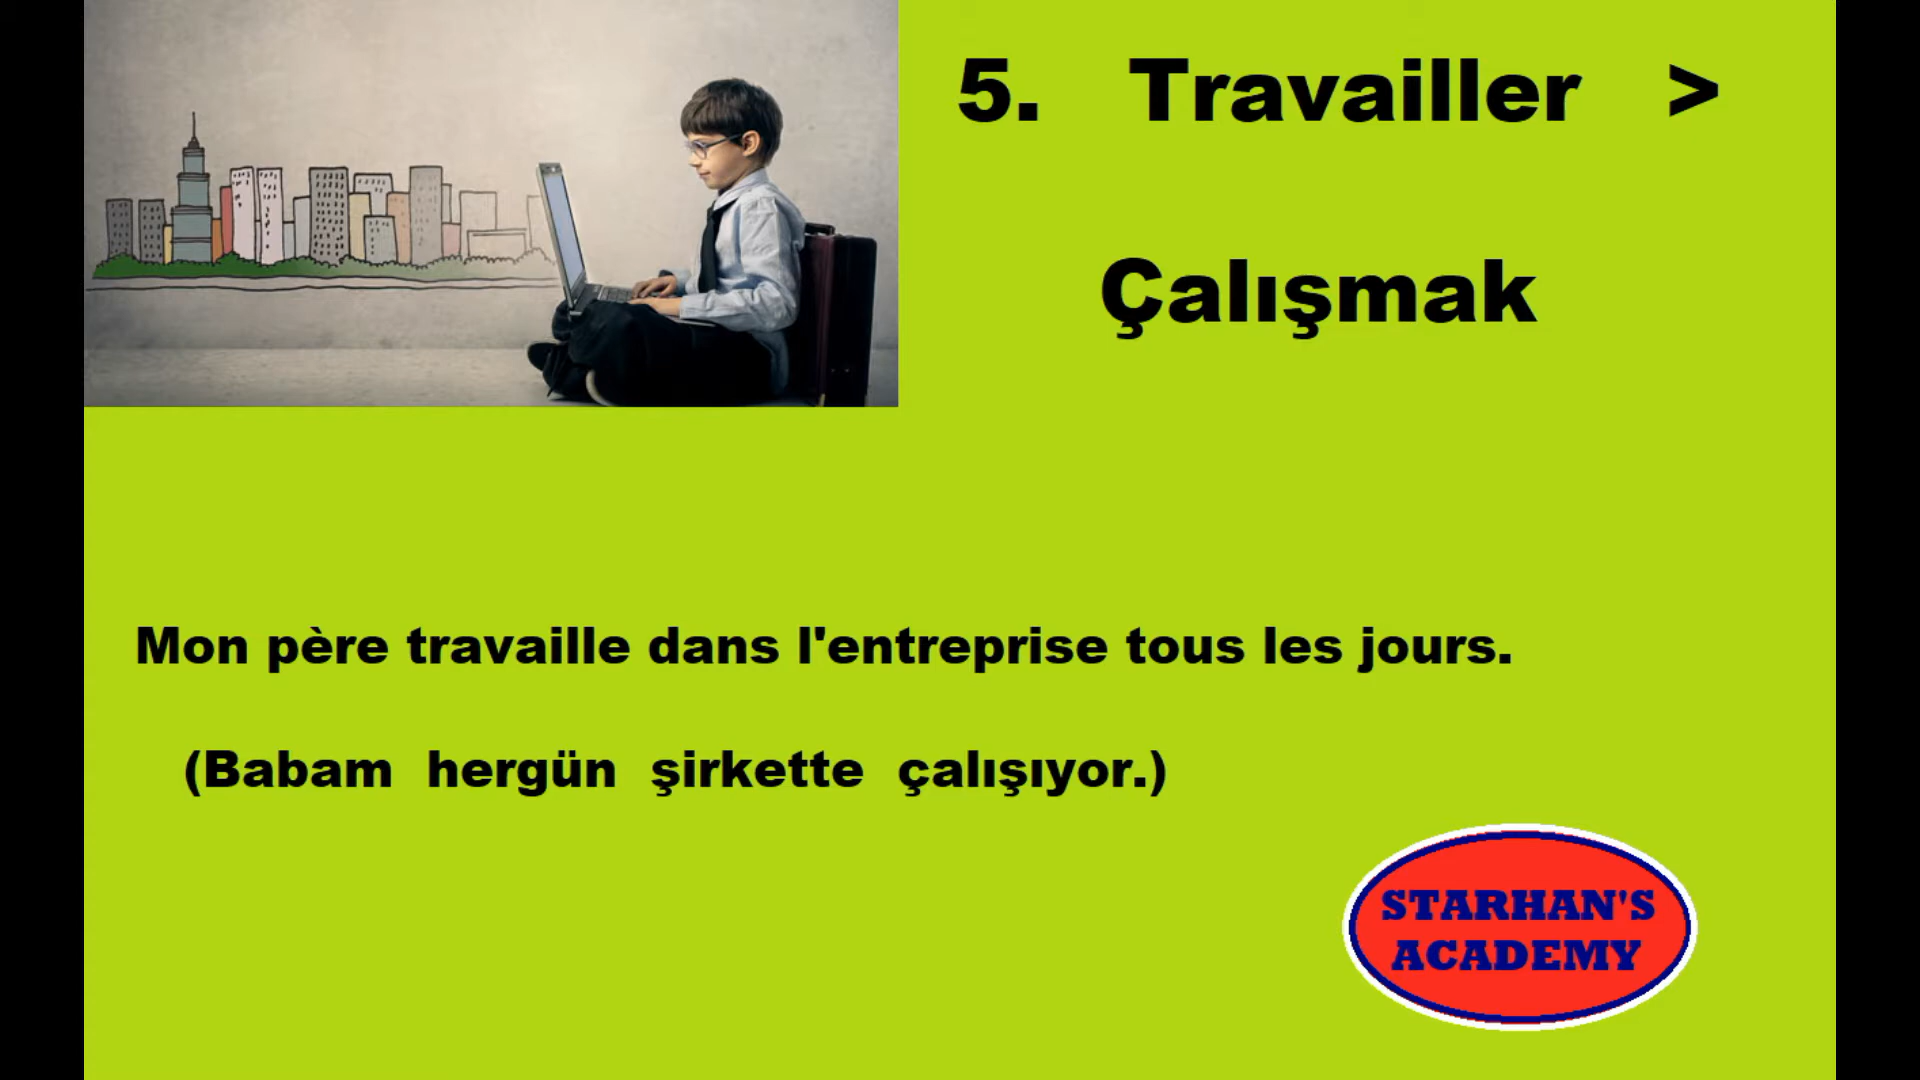 5. Travailler >
Çalışmak
Mon père travaille dans l'entreprise tous les jours.
(Babam hergün şirkette çalışıyor.)
STARHAN'S
ACADEMY